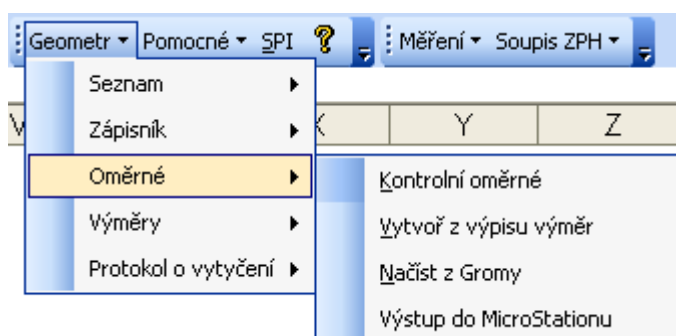 Geometr Pomocné SPI ? Měření Soupis ZPH
Seznam
Zápisník
Y Z
Oměrné
Kontrolní oměrné
Výměry
Vytvoř z výpisu výměr
Protokol o vytyčení
Načíst z Gromy
Výstup do MicroStationu